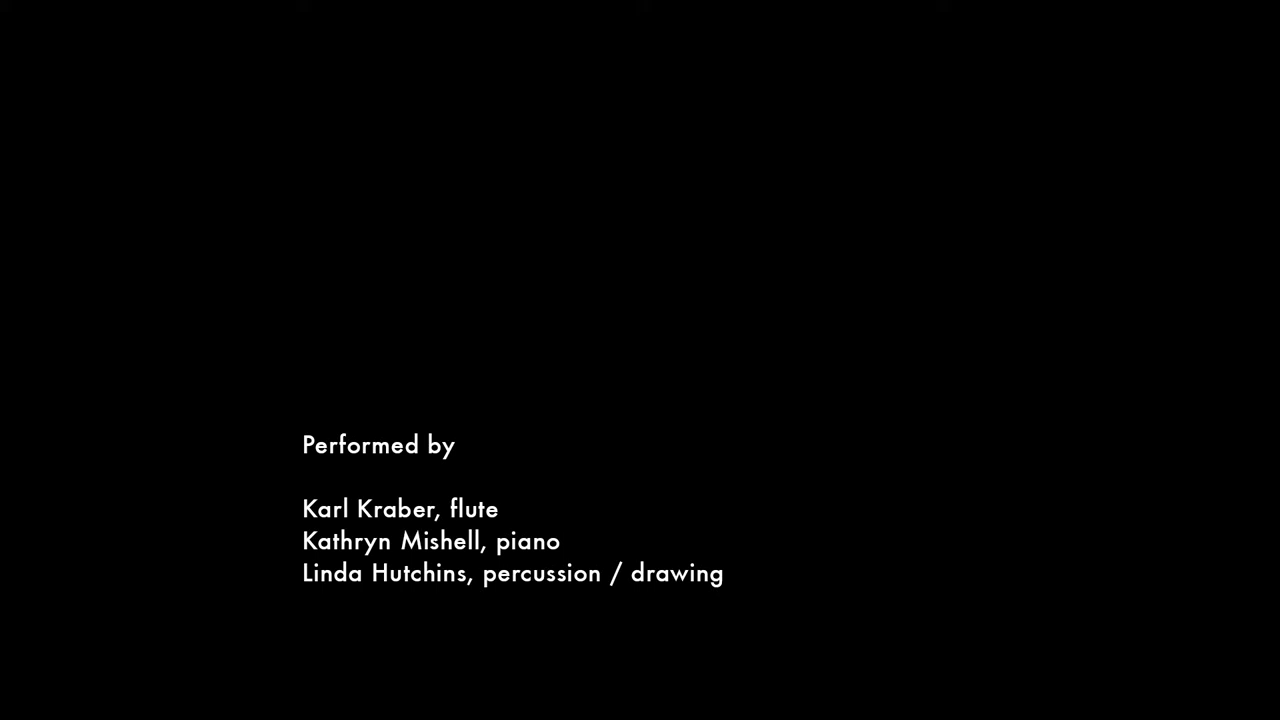 Performed by
Karl Kraber, flute
Kathryn Mishell, piano
Linda Hutchins, percussion / drawing